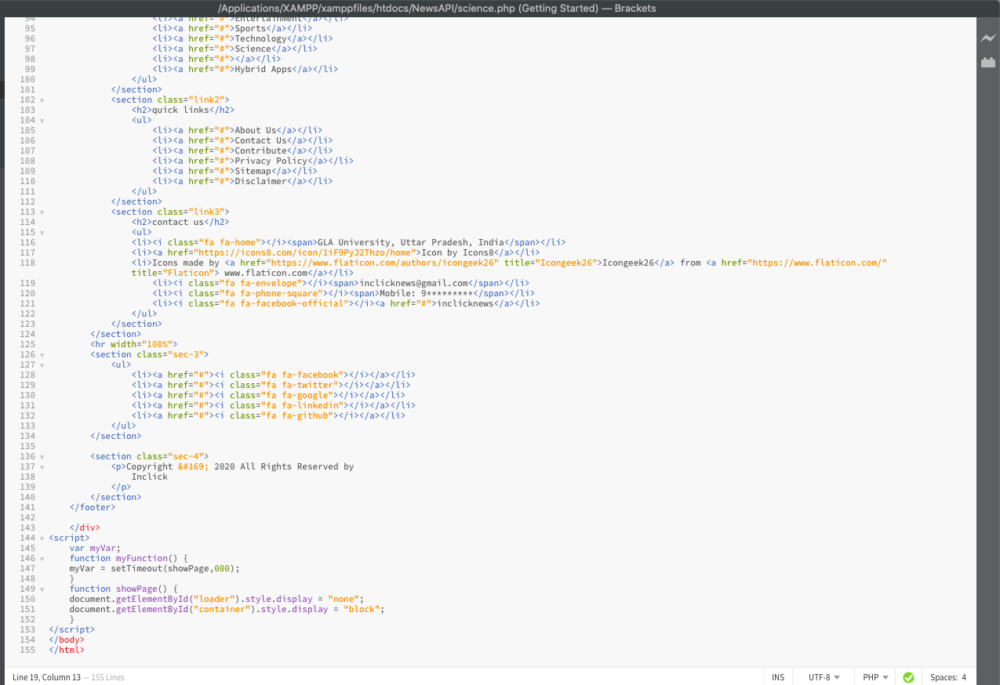 /Applications/XAMPP/xamppfiles/htdocs/NewsAPI/science.php (Getting Started) — Brackets
94 <li><a href="#">Entertainment</a></li>
95 <li><a href="#">Sports</a></li>
96 <li><a href="#">Technology</a></li>
97 <li><a href="#">Science</a></li>
98 <li><a href="#"></a></li>
99 <li><a href="#">Hybrid Apps</a></li>
100 </ul>
101 </section>
102 <section class="link2">
103 <h2>quick links</h2>
104 <ul>
105 <li><a href="#">About Us</a></li>
106 <li><a href="#">Contact Us</a></li>
107 <li><a href="#">Contribute</a></li>
108 <li><a href="#">Privacy Policy</a></li>
109 <li><a href="#">Sitemap</a></li>
110 <li><a href="#">Disclaimer</a></li>
111 </ul>
112 </section>
113 <section class="link3">
114 <h2>contact us</h2>
115 <ul>
116 <li><i class="fa fa-home"></i><span>GLA University, Uttar Pradesh, India</span></li>
117 <li><a href="https://icons8.com/icon/1iF9PyJ2Thzo/home">Icon by Icons8</a></li>
118 <li>Icons made by <a href="https://www.flaticon.com/authors/icongeek26" title="Icongeek26">Icongeek26</a> from <a href="https://www.flaticon.com/"
title="Flaticon"> www.flaticon.com</a></li>
119 <li><i class="fa fa-envelope"></i><span>inclicknews@gmail.com</span></li>
120 <li><i class="fa fa-phone-square"></i><span>Mobile: 9*********</span></li>
121 <li><i class="fa fa-facebook-official"></i><a href="#">inclicknews</a></li>
122 </ul>
123 </section>
124 </section>
125 <hr width="100%">
126 <section class="sec-3">
127 <ul>
128 <li><a href="#"><i class="fa fa-facebook"></i></a></li>
129 <li><a href="#"><i class="fa fa-twitter"></i></a></li>
130 <li><a href="#"><i class="fa fa-google"></i></a></li>
131 <li><a href="#"><i class="fa fa-linkedin"></i></a></li>
132 <li><a href="#"><i class="fa fa-github"></i></a></li>
133 </ul>
134 </section>
135
136 <section class="sec-4">
137 <p>Copyright &#169; 2020 All Rights Reserved by
138 Inclick
139 </p>
140 </section>
141 </footer>
142
143 </div>
144 <script>
145 var myVar;
146 function myFunction() {
147 myVar = setTimeout(showPage,000);
148 }
149 function showPage() {
150 document.getElementById("loader").style.display = "none";
151 document.getElementById("container").style.display = "block";
152 }
153 </script>
154 </body>
155 </html>
Line 19, Column 13 — 155 Lines INS UTF-8 PHP Spaces: 4